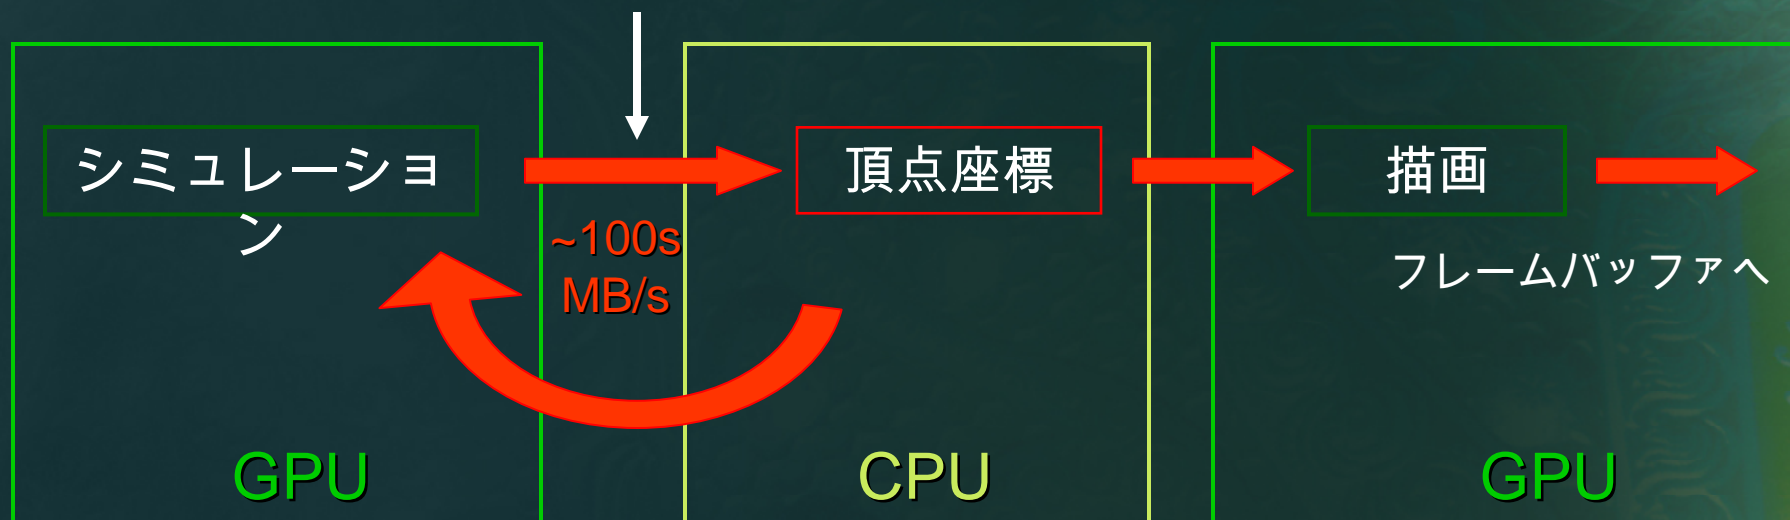 シミュレーショ
ン
~100s
MB/s
頂点座標
描画
フレームバッファへ
GPU
CPU
GPU